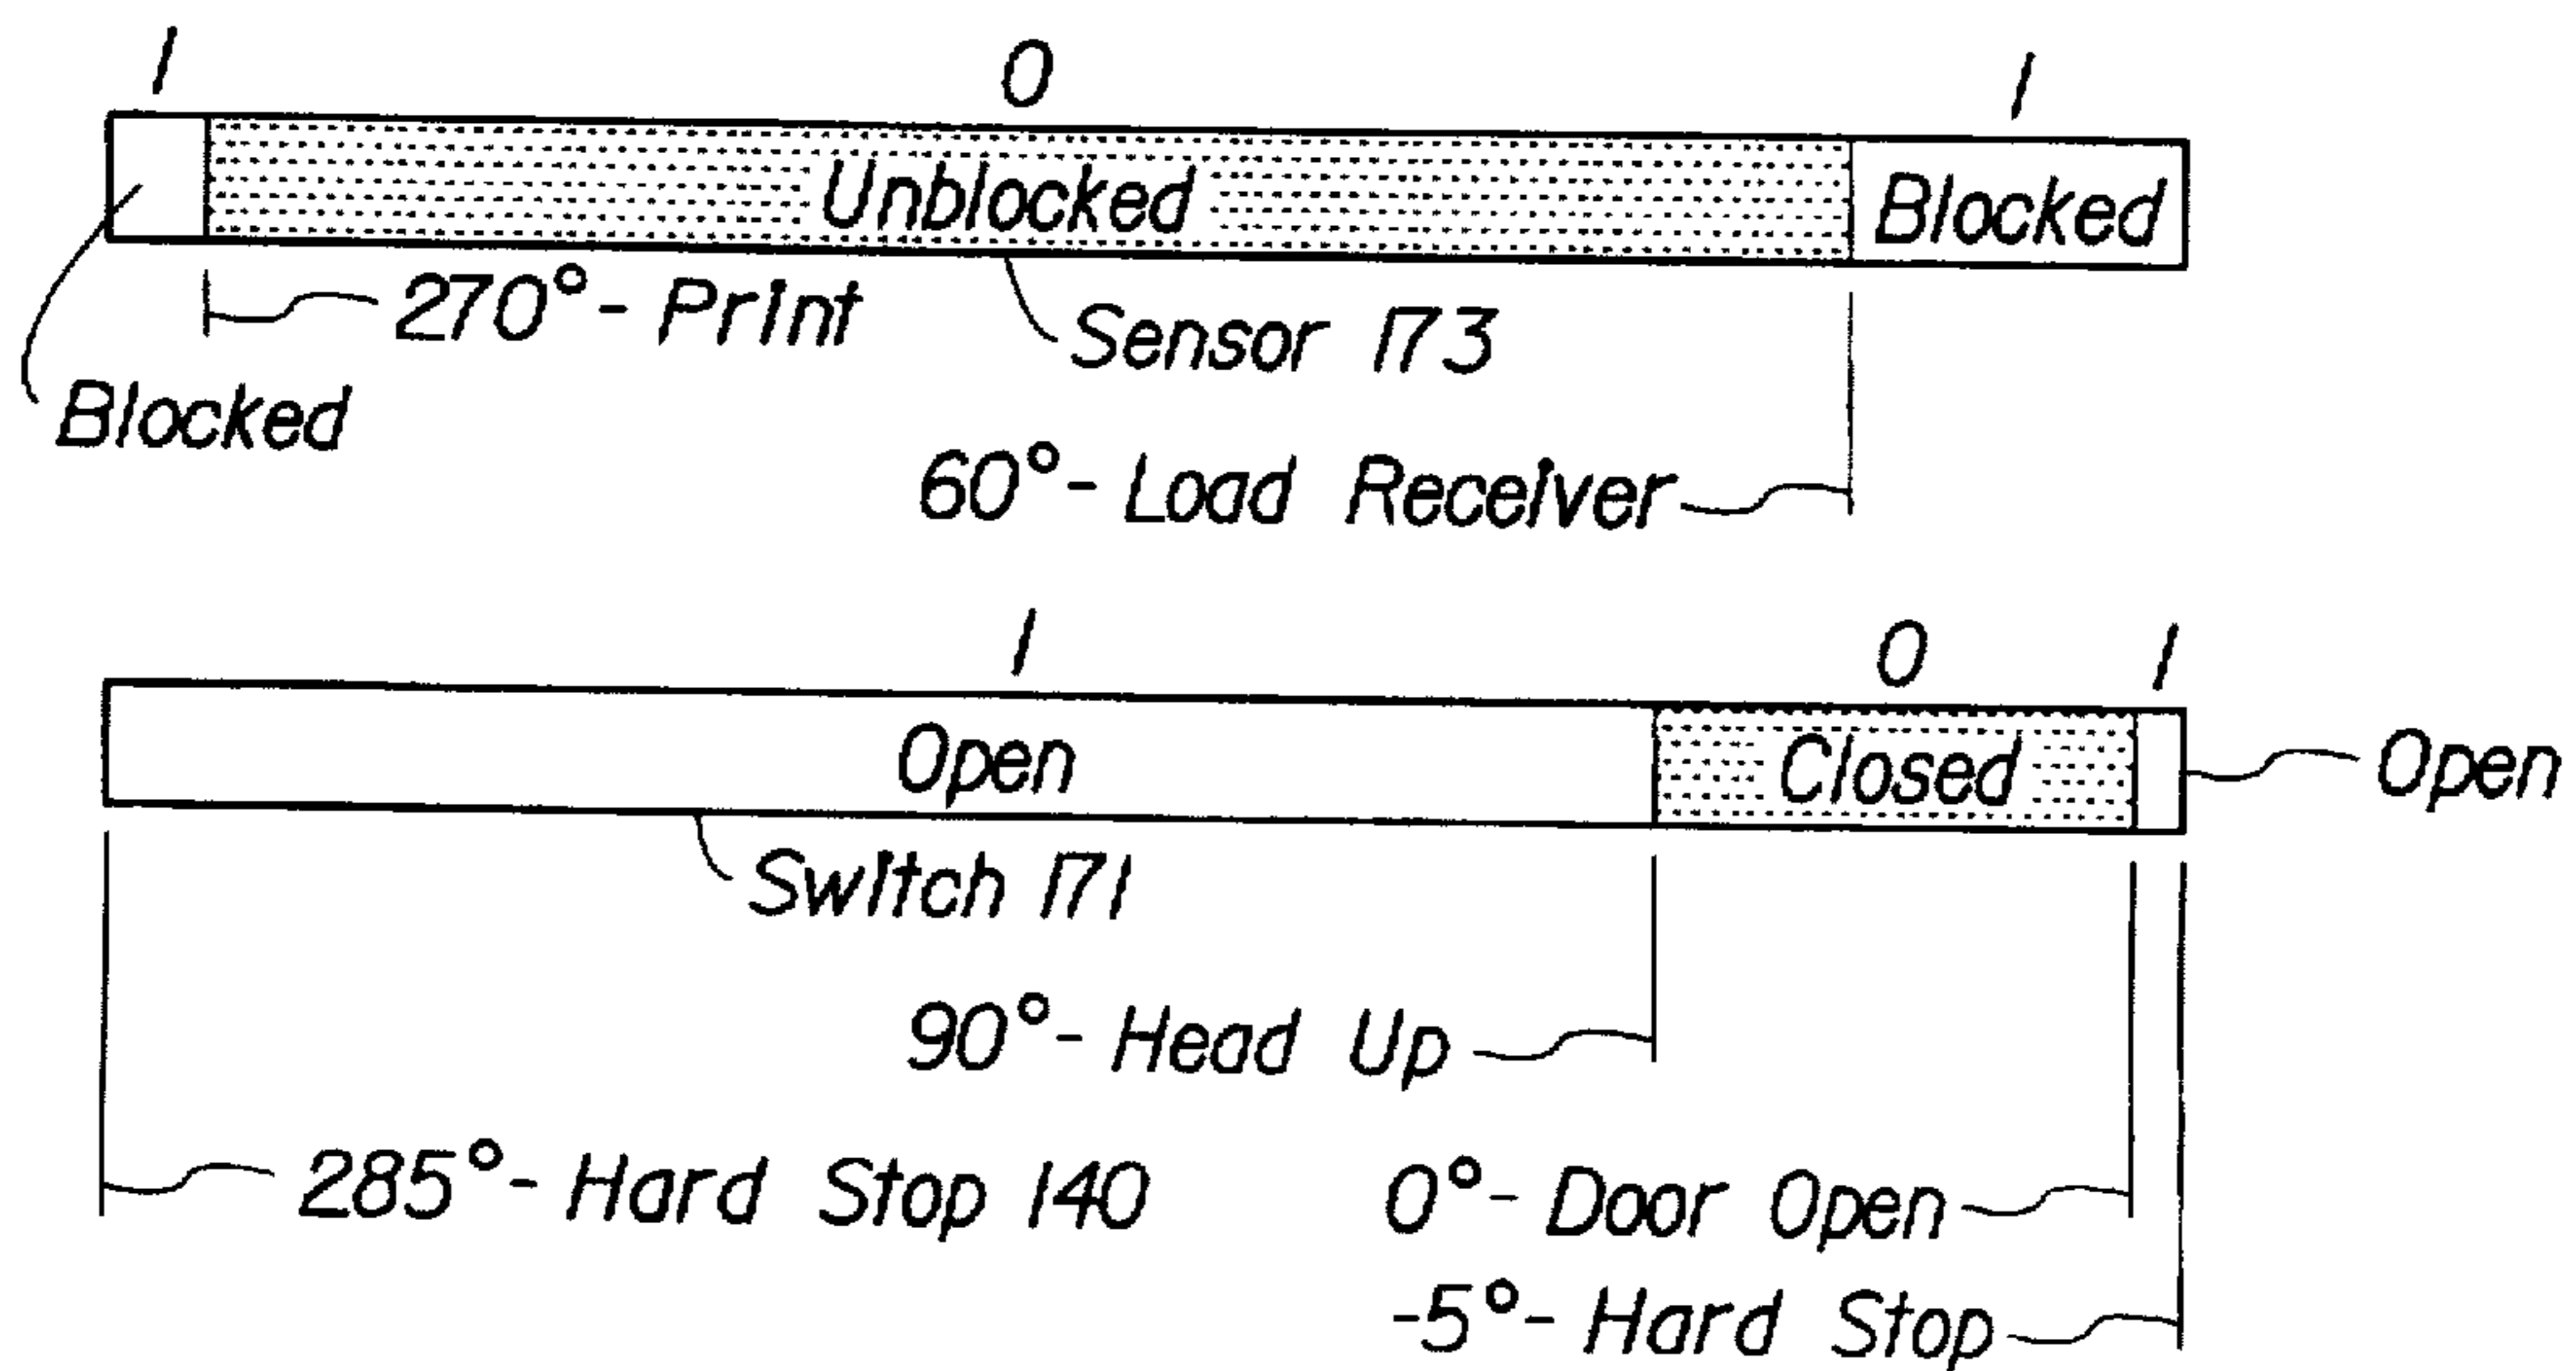 1 0 1
Unblocked Blocked
270°- Print
Sensor 173
Blocked
60°- Load Receiver
1 0 1
Open Closed Open
Switch 171
90°- Head Up
285°- Hard Stop 140
0°- Door Open
-5°- Hard Stop